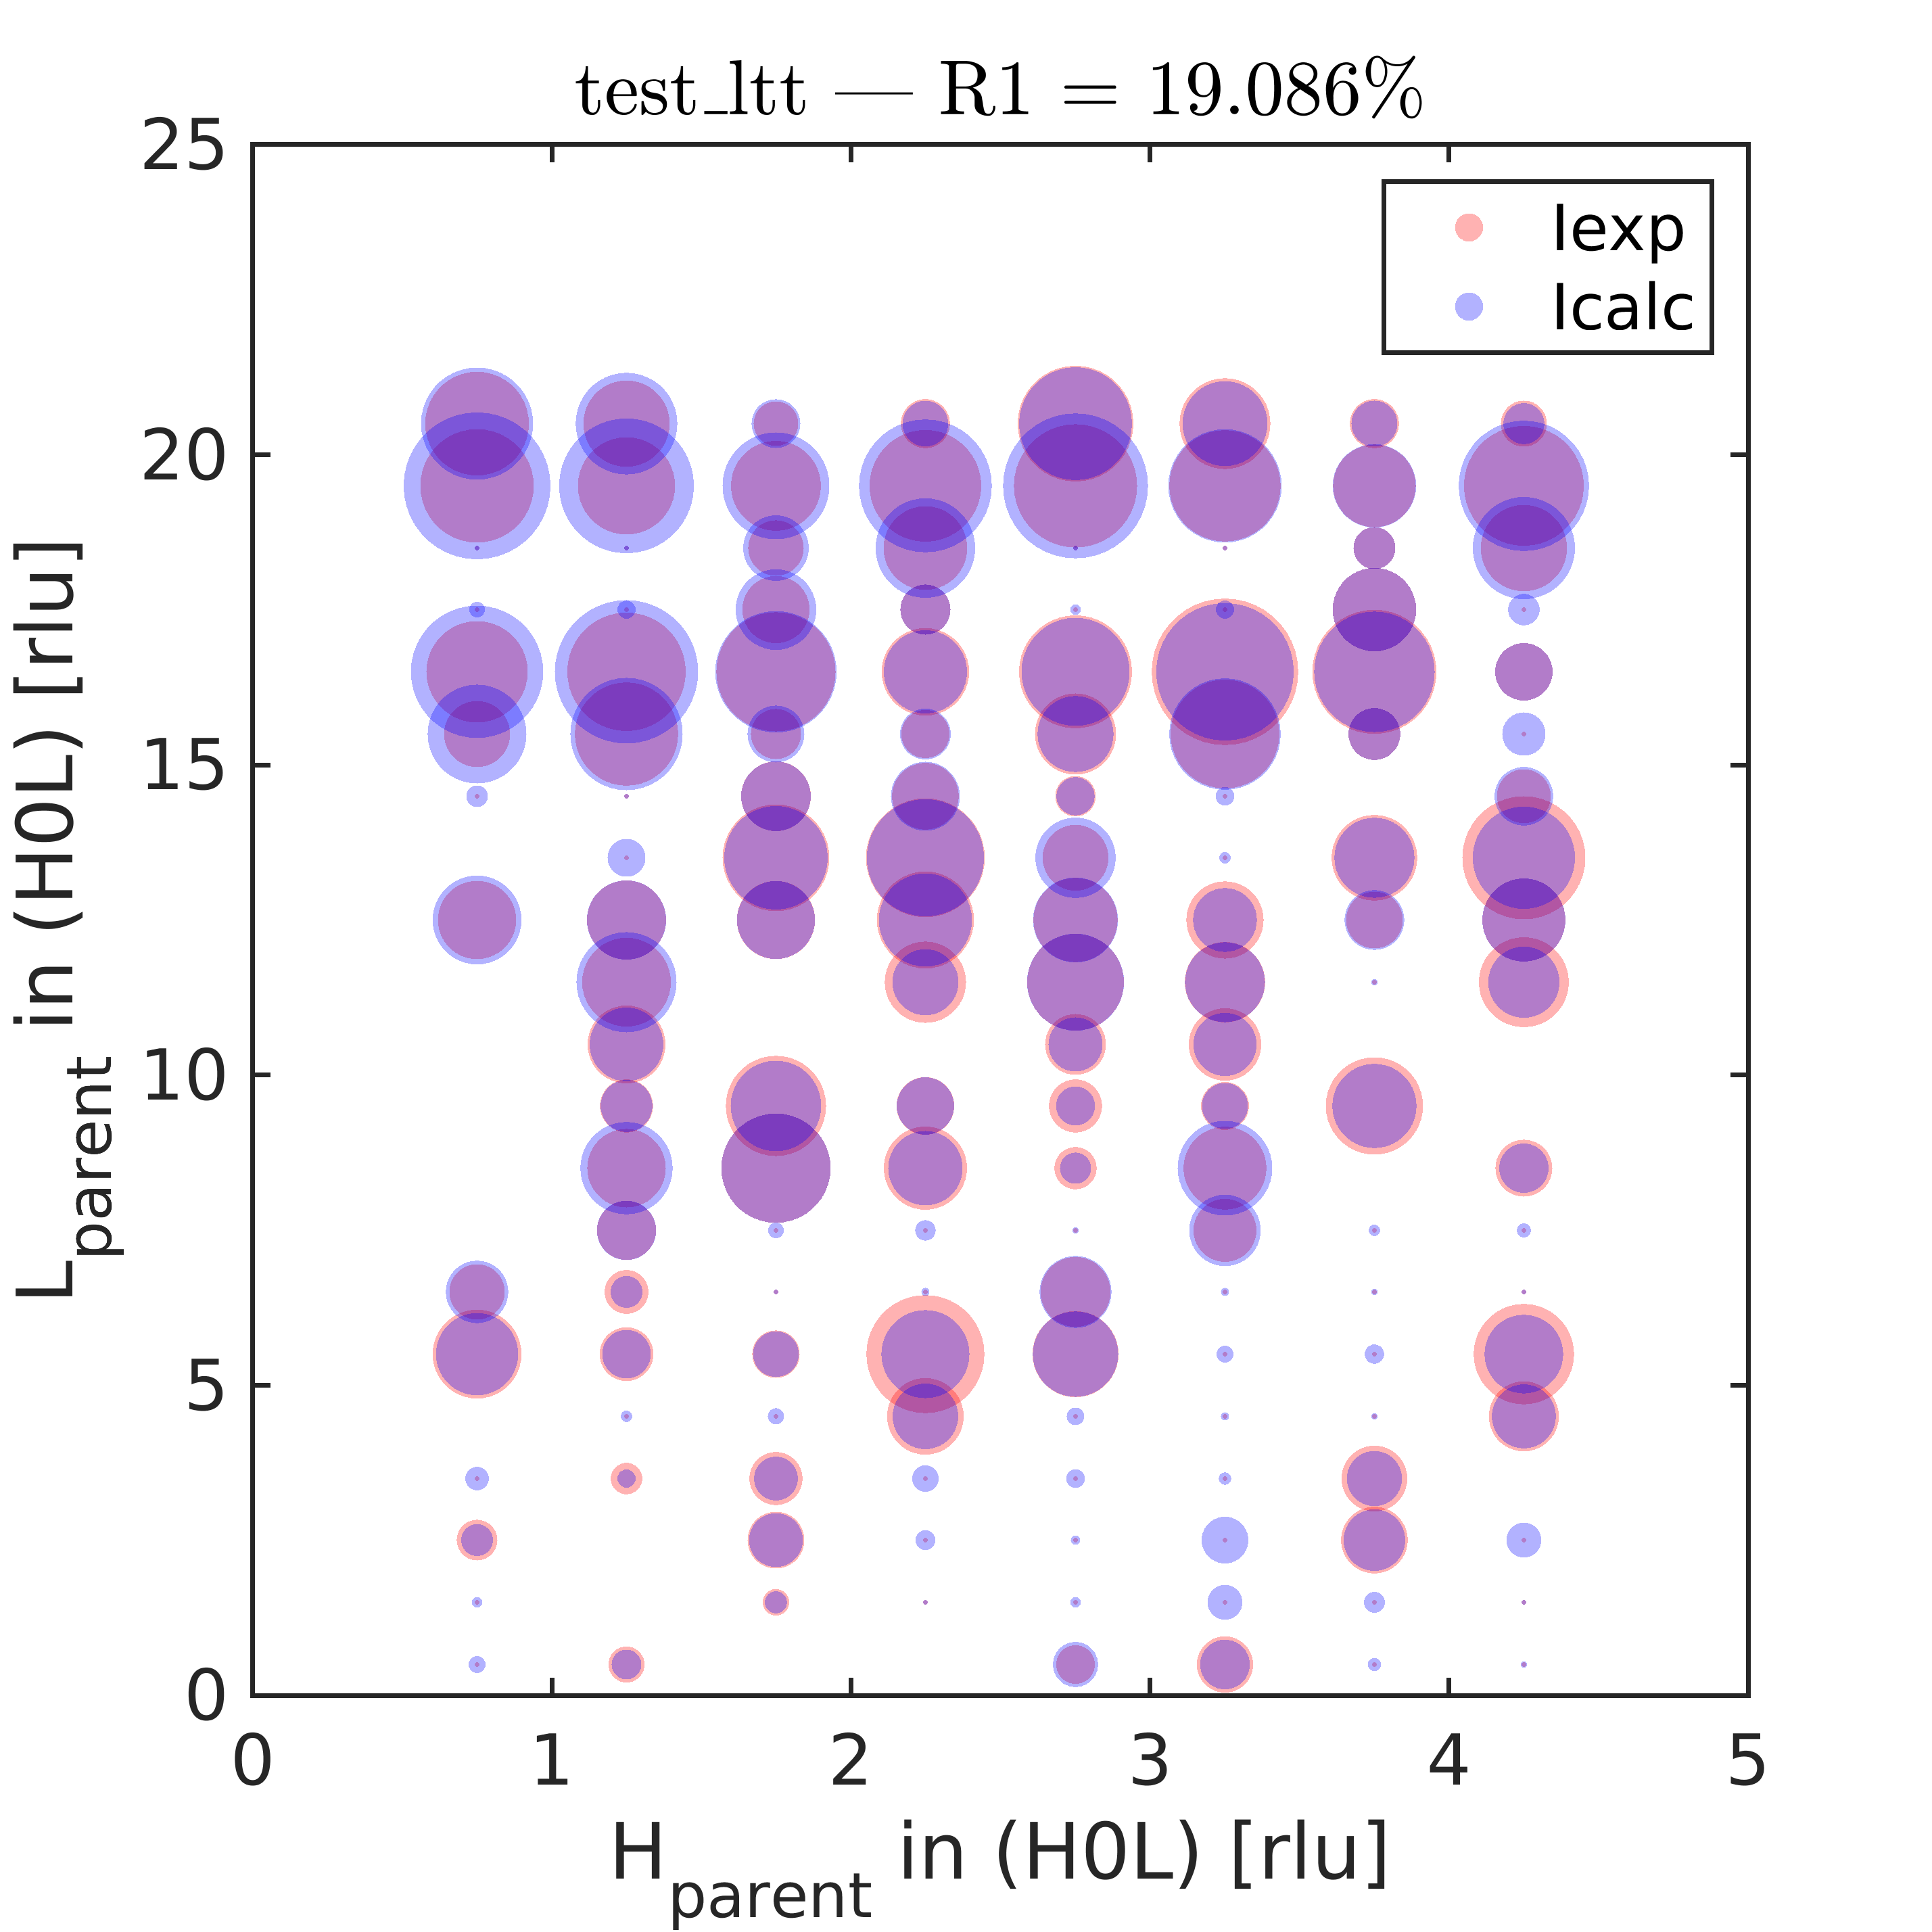 test_ltt — R1 = 19.086%
Iexp
Icalc
25
20
15
10
5
0
L_parent in (H0L) [rlu]
0 1 2 3 4 5
H_parent in (H0L) [rlu]